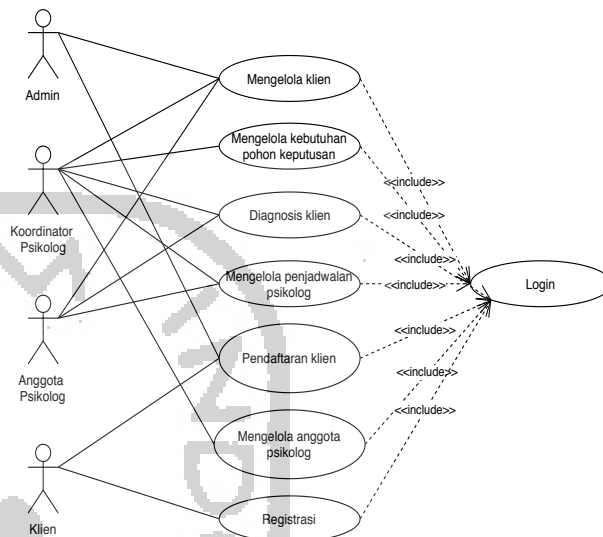 Admin
Koordinator
Psikolog
Anggota
Psikolog
Klien
Mengelola klien
Mengelola kebutuhan
pohon keputusan
Diagnosis klien
Mengelola penjadwalan
psikolog
Pendaftaran klien
Mengelola anggota
psikolog
Registrasi
<<include>>
<<include>>
<<include>>
<<include>>
<<include>>
<<include>>
<<include>>
Login